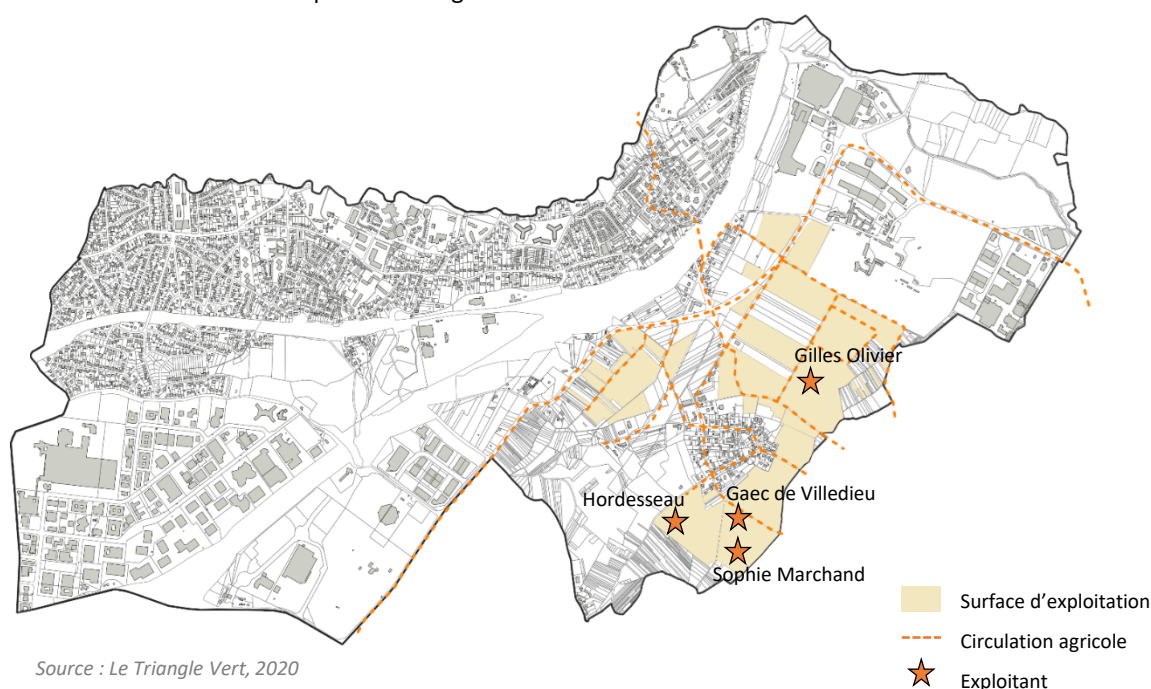 Gilles Olivier
Hordesseau
Gaec de Villedieu
Sophie Marchand
Surface d'exploitation
Circulation agricole
Exploitant
Source : Le Triangle Vert, 2020